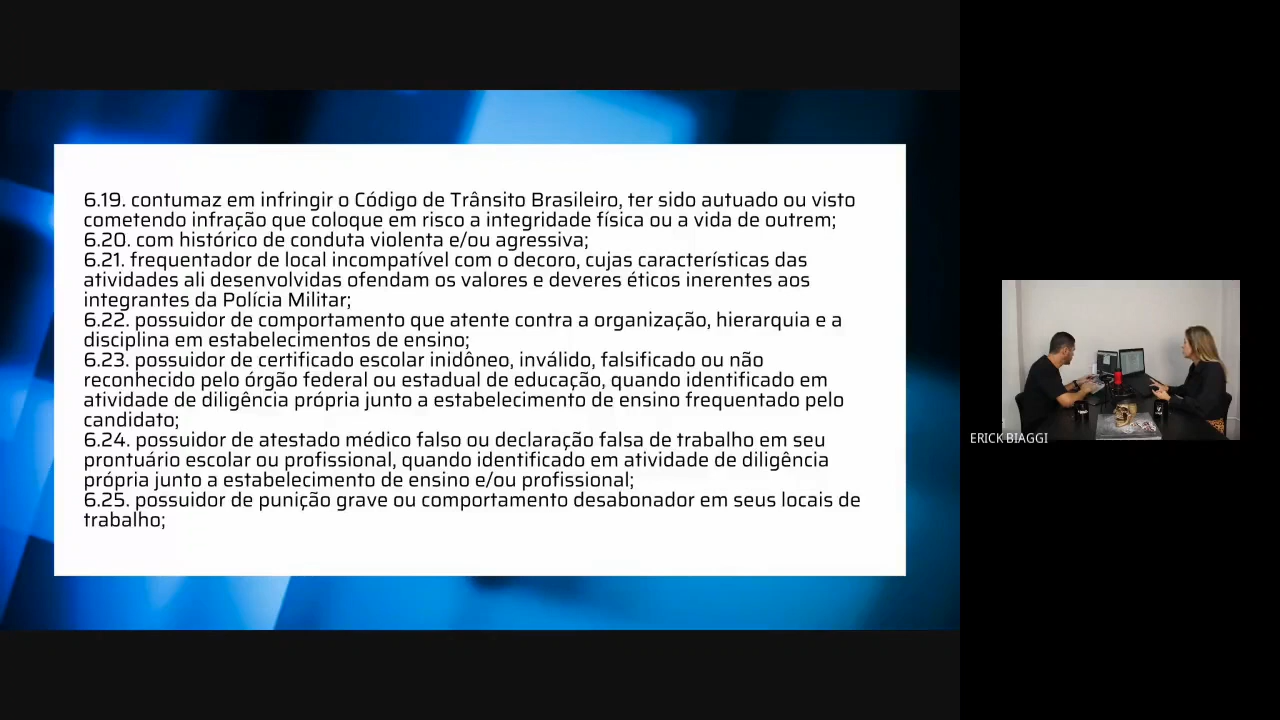 6.19. contumaz em infringir o Código de Trânsito Brasileiro, ter sido autuado ou visto
cometendo infração que coloque em risco a integridade física ou a vida de outrem;
6.20. com histórico de conduta violenta e/ou agressiva;
6.21. frequentador de local incompatível com o decoro, cujas características das
atividades ali desenvolvidas ofendam os valores e deveres éticos inerentes aos
integrantes da Polícia Militar;
6.22. possuidor de comportamento que atente contra a organização, hierarquia e a
disciplina em estabelecimentos de ensino;
6.23. possuidor de certificado escolar inidôneo, inválido, falsificado ou não
reconhecido pelo órgão federal ou estadual de educação, quando identificado em
atividade de diligência própria junto a estabelecimento de ensino frequentado pelo
candidato;
6.24. possuidor de atestado médico falso ou declaração falsa de trabalho em seu
prontuário escolar ou profissional, quando identificado em atividade de diligência
própria junto a estabelecimento de ensino e/ou profissional;
6.25. possuidor de punição grave ou comportamento desabonador em seus locais de
trabalho;
ERICK BIAGGI